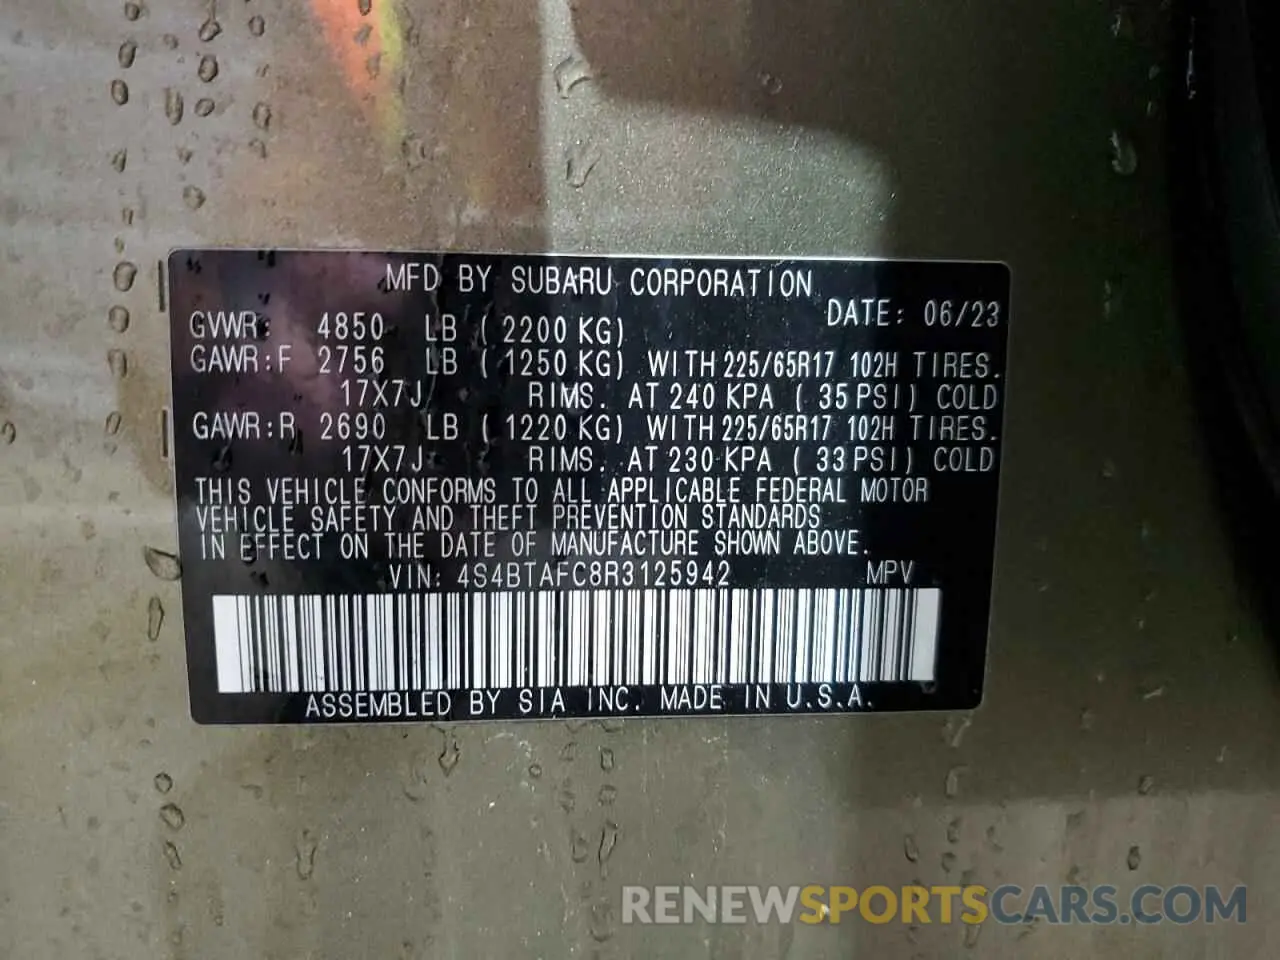 MFD BY SUBARU CORPORATION
DATE: 06/23
GVWR: 4850 LB ( 2200 KG)
GAWR:F 2756 LB ( 1250 KG) WITH 225/65R17 102H TIRES.
17X7J RIMS. AT 240 KPA ( 35 PSI) COLD
GAWR:R 2690 LB ( 1220 KG) WITH 225/65R17 102H TIRES.
17X7J RIMS. AT 230 KPA ( 33 PSI) COLD
THIS VEHICLE CONFORMS TO ALL APPLICABLE FEDERAL MOTOR
VEHICLE SAFETY AND THEFT PREVENTION STANDARDS
IN EFFECT ON THE DATE OF MANUFACTURE SHOWN ABOVE.
VIN: 4S4BTAFC8R3125942 MPV
ASSEMBLED BY SIA INC. MADE IN U.S.A.
RENEWSPORTSCARS.COM